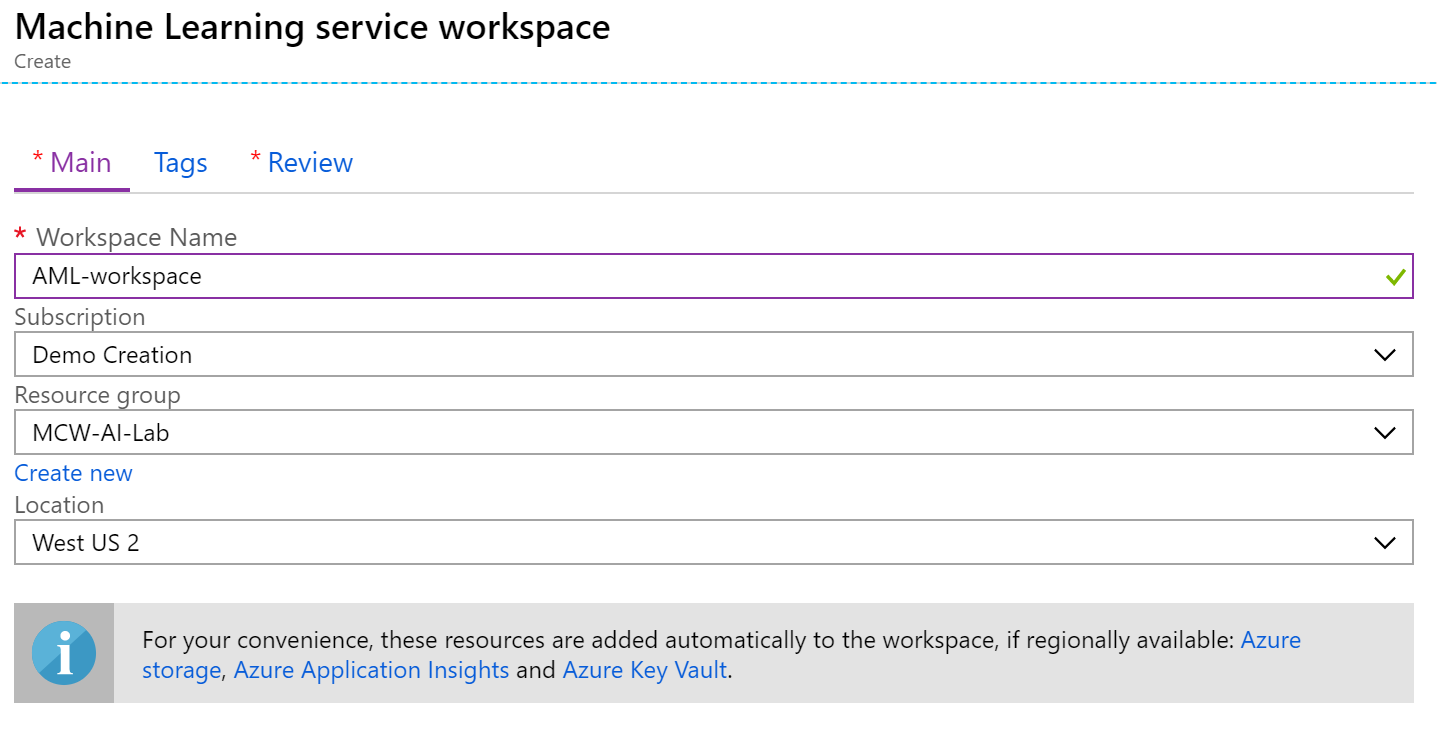 Machine Learning service workspace
Create
* Main Tags * Review
* Workspace Name
AML-workspace
Subscription
Demo Creation
Resource group
MCW-AI-Lab
Create new
Location
West US 2
For your convenience, these resources are added automatically to the workspace, if regionally available: Azure
storage, Azure Application Insights and Azure Key Vault.